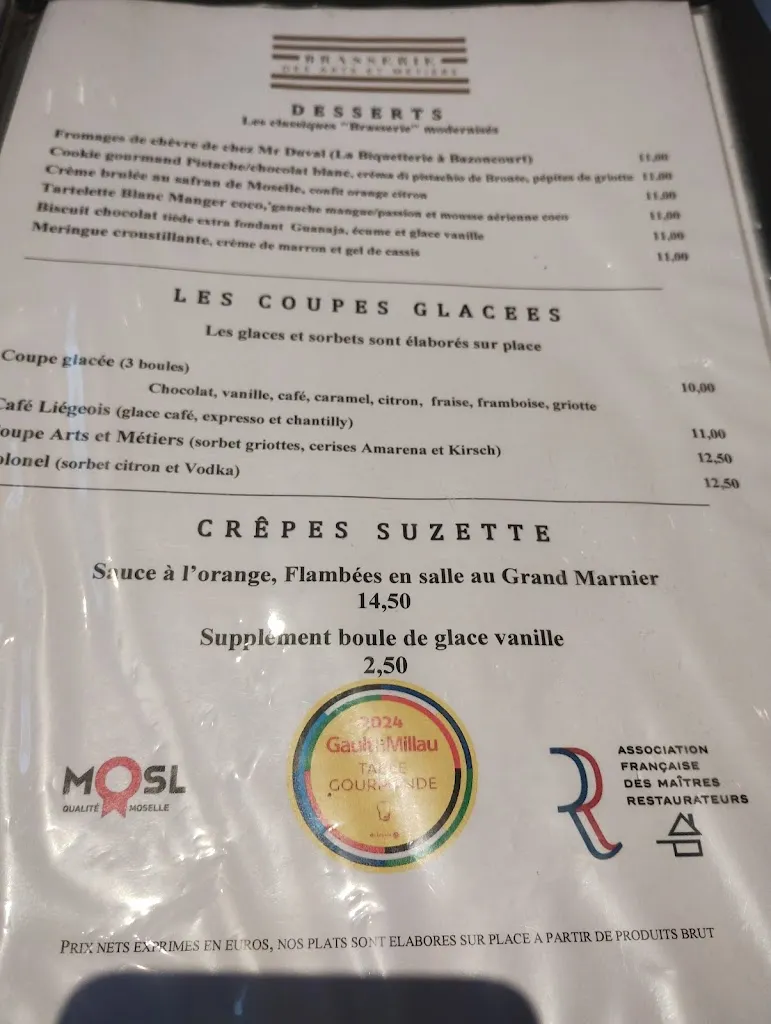 BRASSERIE
DES ARTS ET METIERS
DESSERTS
Les classiques "Brasserie" modernisés
Fromages de chèvre de chez Mr Duval (La Biquetterie à Bazoncourt) 11,00
Cookie gourmand Pistache/chocolat blanc, créma di pistachio de Bronte, pépites de griotte 11,00
Crème brulée au safran de Moselle, confit orange citron 11,00
Tartelette Blanc Manger coco, ganache mangue/passion et mousse aérienne coco 11,00
Biscuit chocolat tiède extra fondant Guanaja, écume et glace vanille 11,00
Meringue croustillante, crème de marron et gel de cassis 11,00
LES COUPES GLACEES
Les glaces et sorbets sont élaborés sur place
Coupe glacée (3 boules) 10,00
Chocolat, vanille, café, caramel, citron, fraise, framboise, griotte
Café Liégeois (glace café, expresso et chantilly) 11,00
oupe Arts et Métiers (sorbet griottes, cerises Amarena et Kirsch) 12,50
olonel (sorbet citron et Vodka) 12,50
CRÊPES SUZETTE
Sauce à l'orange, Flambées en salle au Grand Marnier
14,50
Supplément boule de glace vanille
2,50
2024
Gault&Millau
TABLE
GOURMANDE
MOSL
QUALITÉ MOSELLE
ASSOCIATION
FRANÇAISE
DES MAÎTRES
RESTAURATEURS
PRIX NETS EXPRIMES EN EUROS, NOS PLATS SONT ELABORES SUR PLACE A PARTIR DE PRODUITS BRUT